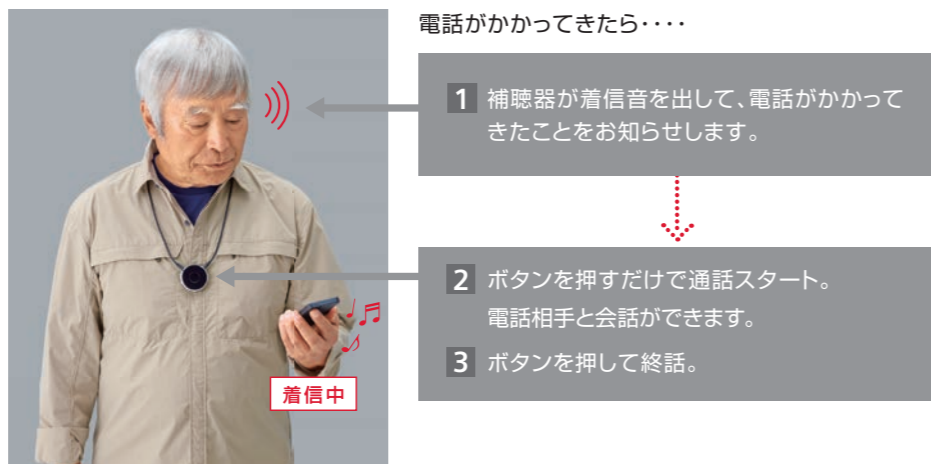 電話がかかってきたら････
1 補聴器が着信音を出して、電話がかかって
きたことをお知らせします。
2 ボタンを押すだけで通話スタート。
電話相手と会話ができます。
3 ボタンを押して終話。
着信中